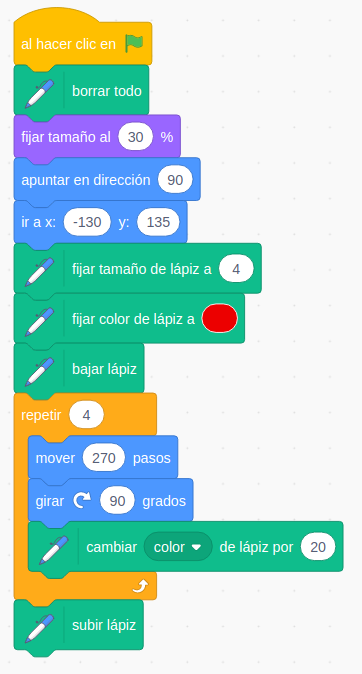 al hacer clic en
borrar todo
fijar tamaño al 30 %
apuntar en dirección 90
ir a x: -130 y: 135
fijar tamaño de lápiz a 4
fijar color de lápiz a
bajar lápiz
repetir 4
mover 270 pasos
girar 90 grados
cambiar color de lápiz por 20
subir lápiz